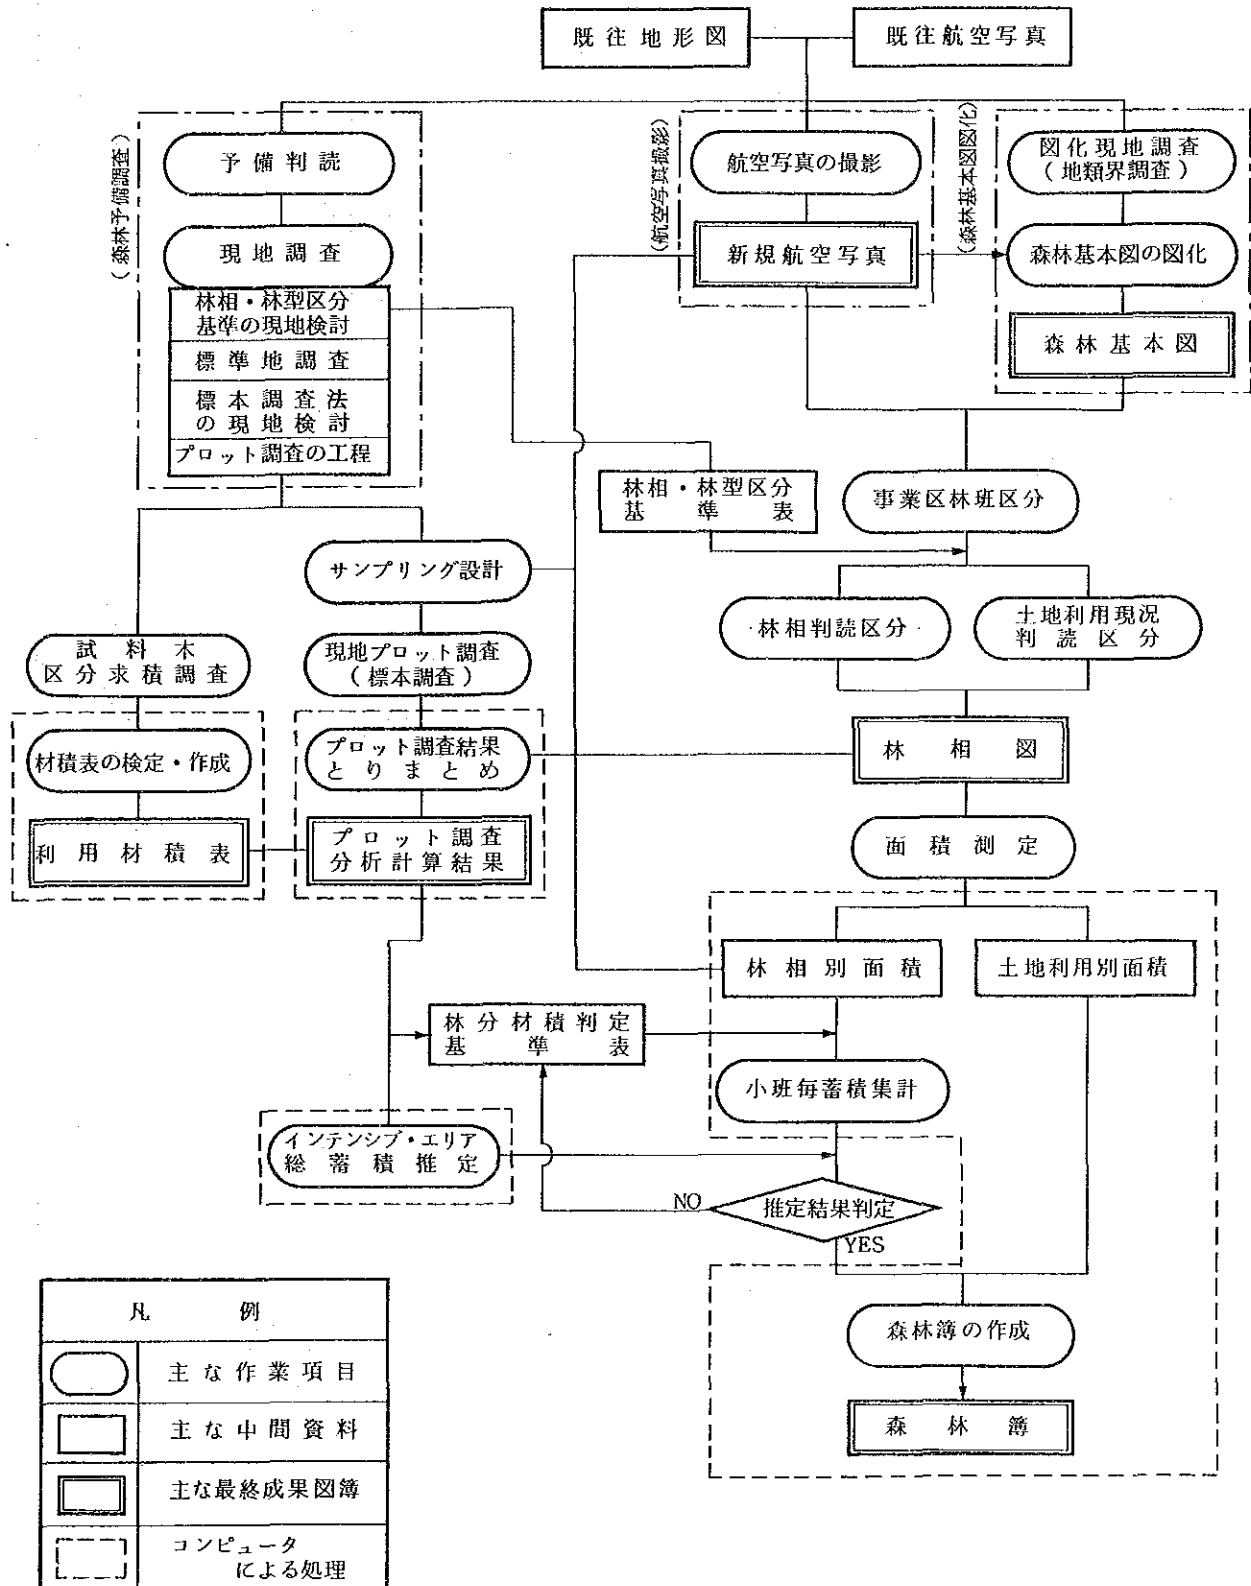 既往地形図
既往航空写真
(森林予備調査)
予備判読
現地調査
林相・林型区分
基準の現地検討
標準地調査
標本調査法
の現地検討
プロット調査の工程
(航空写真撮影)
航空写真の撮影
新規航空写真
(森林基本図図化)
図化現地調査
(地類界調査)
森林基本図の図化
森林基本図
林相・林型区分
基準表
事業区林班区分
サンプリング設計
林相判読区分
土地利用現況
判読区分
試料木
区分求積調査
現地プロット調査
(標本調査)
材積表の検定・作成
プロット調査結果
とりまとめ
林相図
利用材積表
プロット調査
分析計算結果
面積測定
林相別面積
土地利用別面積
林分材積判定
基準表
小班毎蓄積集計
インテンシブ・エリア
総蓄積推定
NO
推定結果判定
YES
森林簿の作成
森林簿
凡例
主な作業項目
主な中間資料
主な最終成果図簿
コンピュータ
による処理